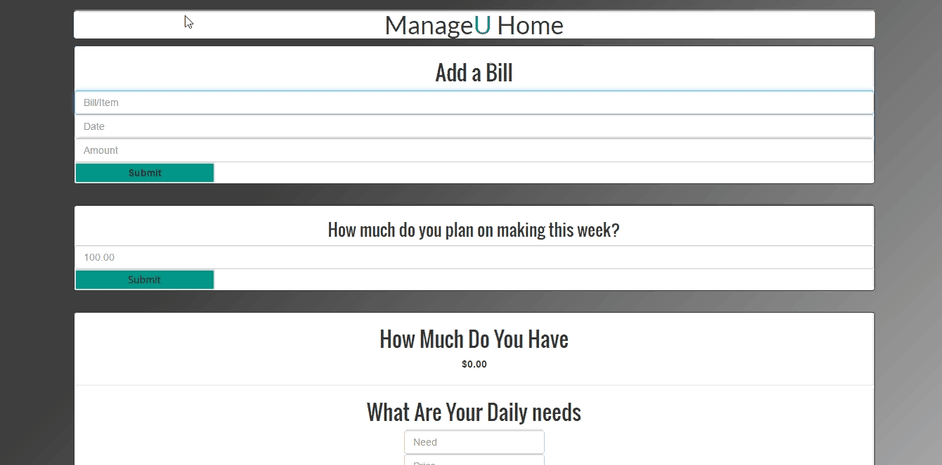 ManageU Home
Add a Bill
Bill/Item
Date
Amount
Submit
How much do you plan on making this week?
100.00
Submit
How Much Do You Have
$0.00
What Are Your Daily needs
Need